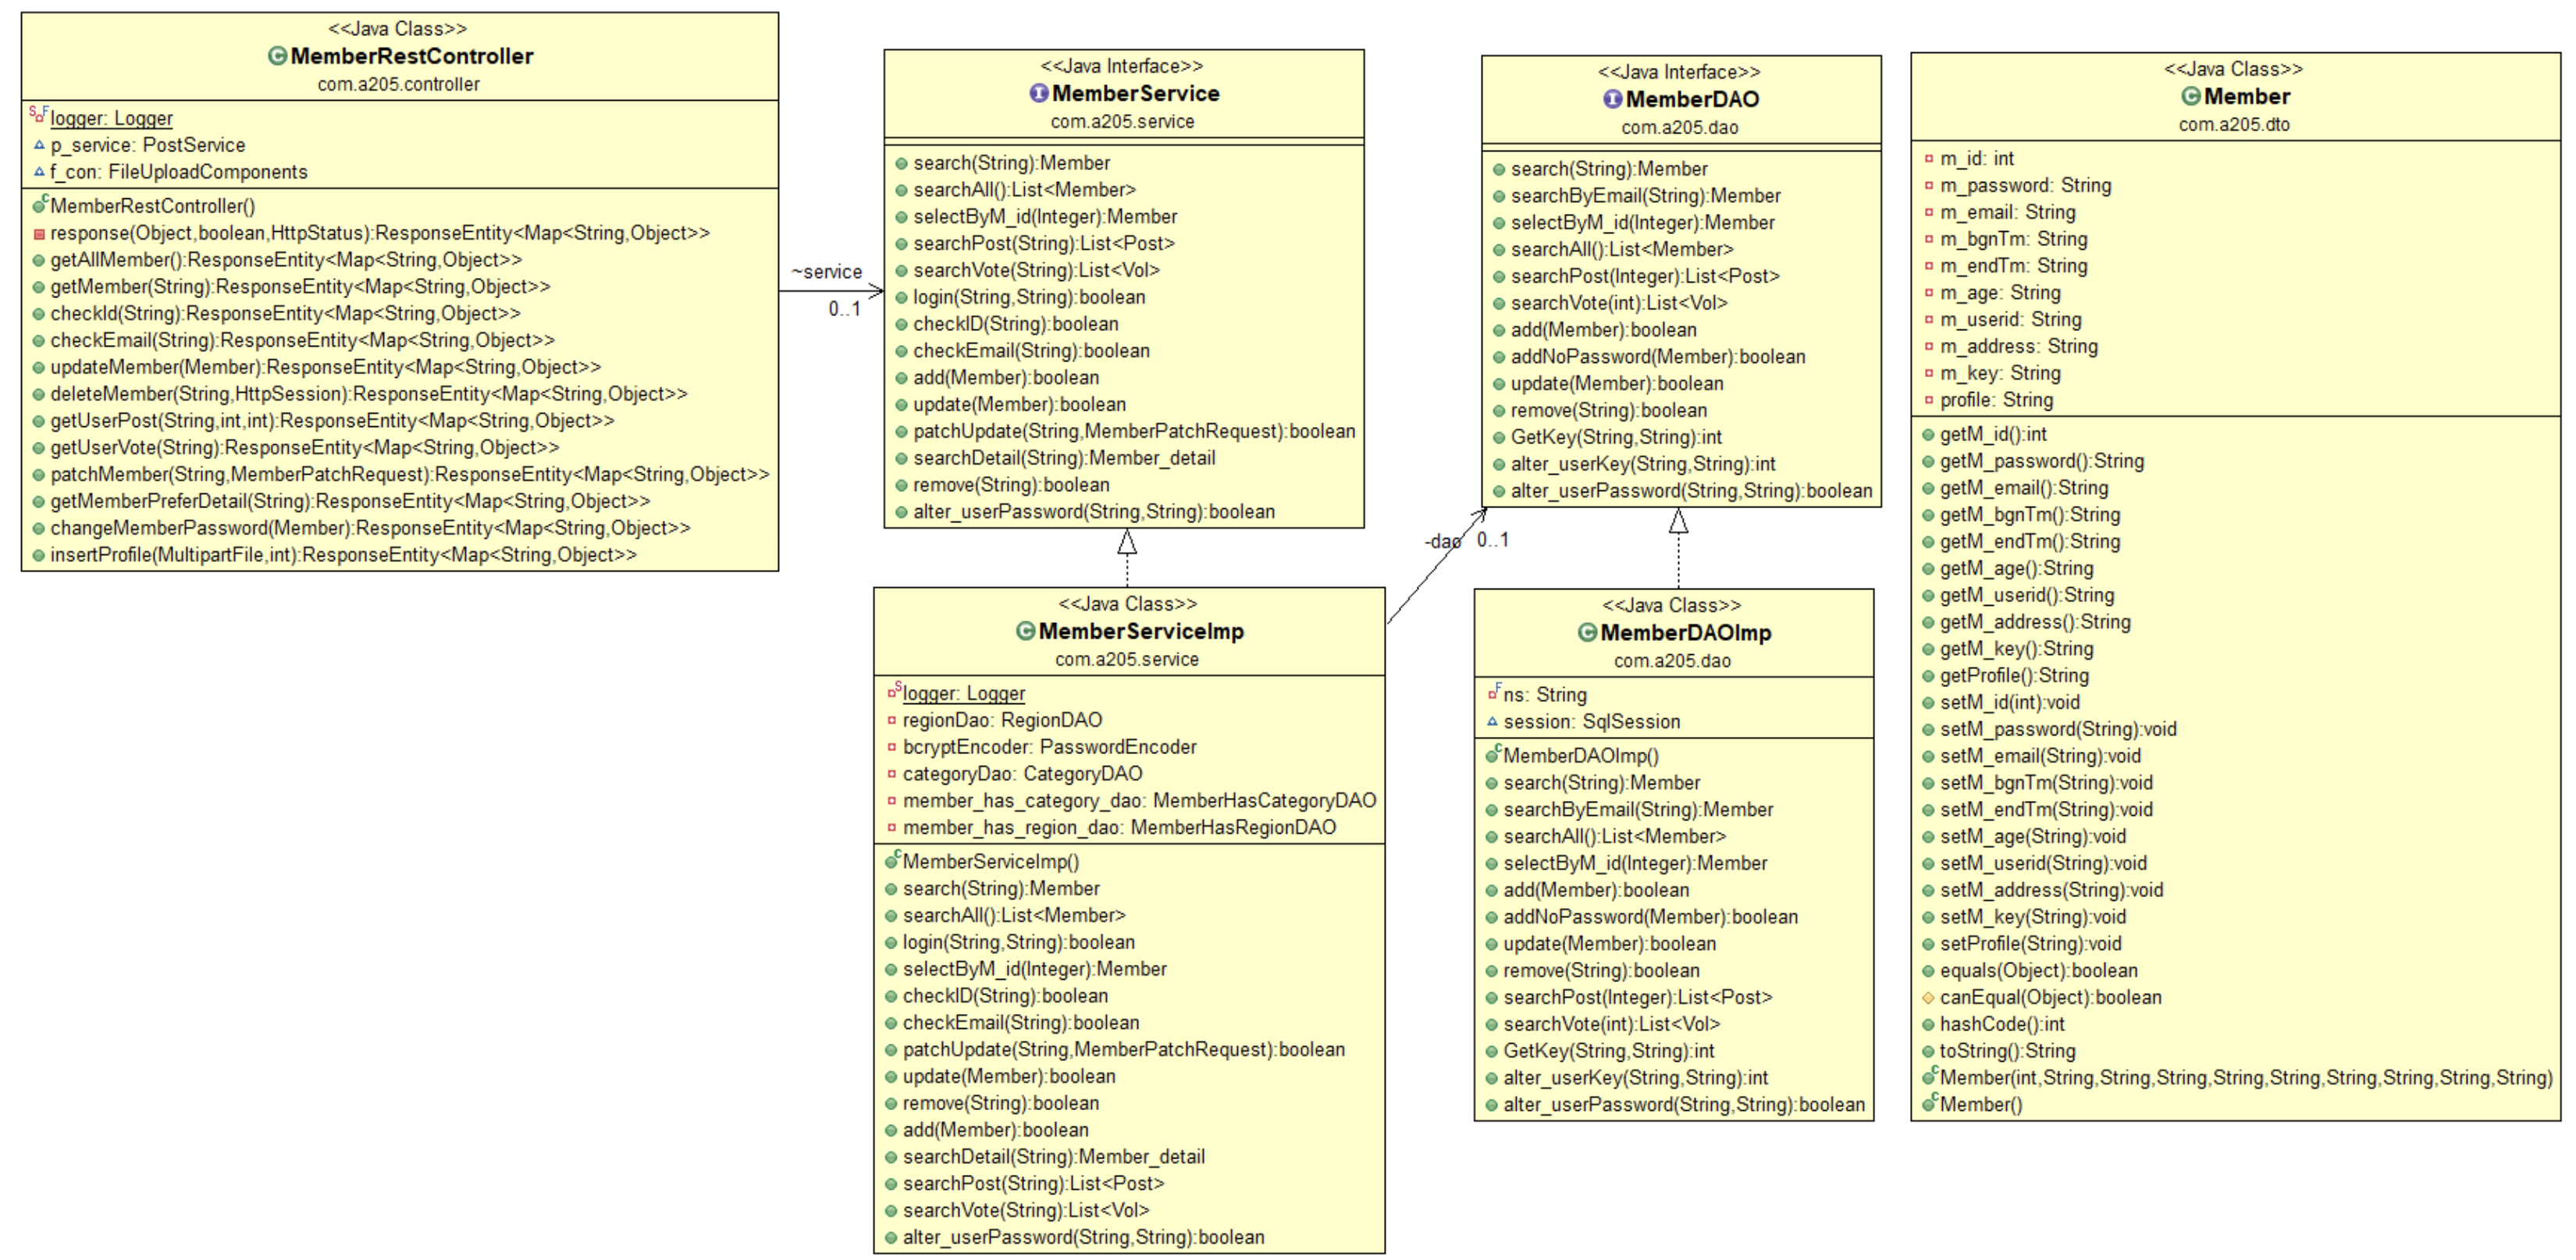 <<Java Class>>
MemberRestController
com.a205.controller
logger: Logger
p_service: PostService
f_con: FileUploadComponents
MemberRestController()
response(Object,boolean,HttpStatus):ResponseEntity<Map<String,Object>>
getAllMember():ResponseEntity<Map<String,Object>>
getMember(String):ResponseEntity<Map<String,Object>>
checkId(String):ResponseEntity<Map<String,Object>>
checkEmail(String):ResponseEntity<Map<String,Object>>
updateMember(Member):ResponseEntity<Map<String,Object>>
deleteMember(String,HttpSession):ResponseEntity<Map<String,Object>>
getUserPost(String,int,int):ResponseEntity<Map<String,Object>>
getUserVote(String):ResponseEntity<Map<String,Object>>
patchMember(String,MemberPatchRequest):ResponseEntity<Map<String,Object>>
getMemberPreferDetail(String):ResponseEntity<Map<String,Object>>
changeMemberPassword(Member):ResponseEntity<Map<String,Object>>
insertProfile(MultipartFile,int):ResponseEntity<Map<String,Object>>
~service
0..1
<<Java Interface>>
MemberService
com.a205.service
search(String):Member
searchAll():List<Member>
selectByM_id(Integer):Member
searchPost(String):List<Post>
searchVote(String):List<Vol>
login(String,String):boolean
checkID(String):boolean
checkEmail(String):boolean
add(Member):boolean
update(Member):boolean
patchUpdate(String,MemberPatchRequest):boolean
searchDetail(String):Member_detail
remove(String):boolean
alter_userPassword(String,String):boolean
<<Java Class>>
MemberServiceImp
com.a205.service
logger: Logger
regionDao: RegionDAO
bcryptEncoder: PasswordEncoder
categoryDao: CategoryDAO
member_has_category_dao: MemberHasCategoryDAO
member_has_region_dao: MemberHasRegionDAO
MemberServiceImp()
search(String):Member
searchAll():List<Member>
login(String,String):boolean
selectByM_id(Integer):Member
checkID(String):boolean
checkEmail(String):boolean
patchUpdate(String,MemberPatchRequest):boolean
update(Member):boolean
remove(String):boolean
add(Member):boolean
searchDetail(String):Member_detail
searchPost(String):List<Post>
searchVote(String):List<Vol>
alter_userPassword(String,String):boolean
-dao
0..1
<<Java Interface>>
MemberDAO
com.a205.dao
search(String):Member
searchByEmail(String):Member
selectByM_id(Integer):Member
searchAll():List<Member>
searchPost(Integer):List<Post>
searchVote(int):List<Vol>
add(Member):boolean
addNoPassword(Member):boolean
update(Member):boolean
remove(String):boolean
GetKey(String,String):int
alter_userKey(String,String):int
alter_userPassword(String,String):boolean
<<Java Class>>
MemberDAOImp
com.a205.dao
ns: String
session: SqlSession
MemberDAOImp()
search(String):Member
searchByEmail(String):Member
searchAll():List<Member>
selectByM_id(Integer):Member
add(Member):boolean
addNoPassword(Member):boolean
update(Member):boolean
remove(String):boolean
searchPost(Integer):List<Post>
searchVote(int):List<Vol>
GetKey(String,String):int
alter_userKey(String,String):int
alter_userPassword(String,String):boolean
<<Java Class>>
Member
com.a205.dto
m_id: int
m_password: String
m_email: String
m_bgnTm: String
m_endTm: String
m_age: String
m_userid: String
m_address: String
m_key: String
profile: String
getM_id():int
getM_password():String
getM_email():String
getM_bgnTm():String
getM_endTm():String
getM_age():String
getM_userid():String
getM_address():String
getM_key():String
getProfile():String
setM_id(int):void
setM_password(String):void
setM_email(String):void
setM_bgnTm(String):void
setM_endTm(String):void
setM_age(String):void
setM_userid(String):void
setM_address(String):void
setM_key(String):void
setProfile(String):void
equals(Object):boolean
canEqual(Object):boolean
hashCode():int
toString():String
Member(int,String,String,String,String,String,String,String,String,String)
Member()